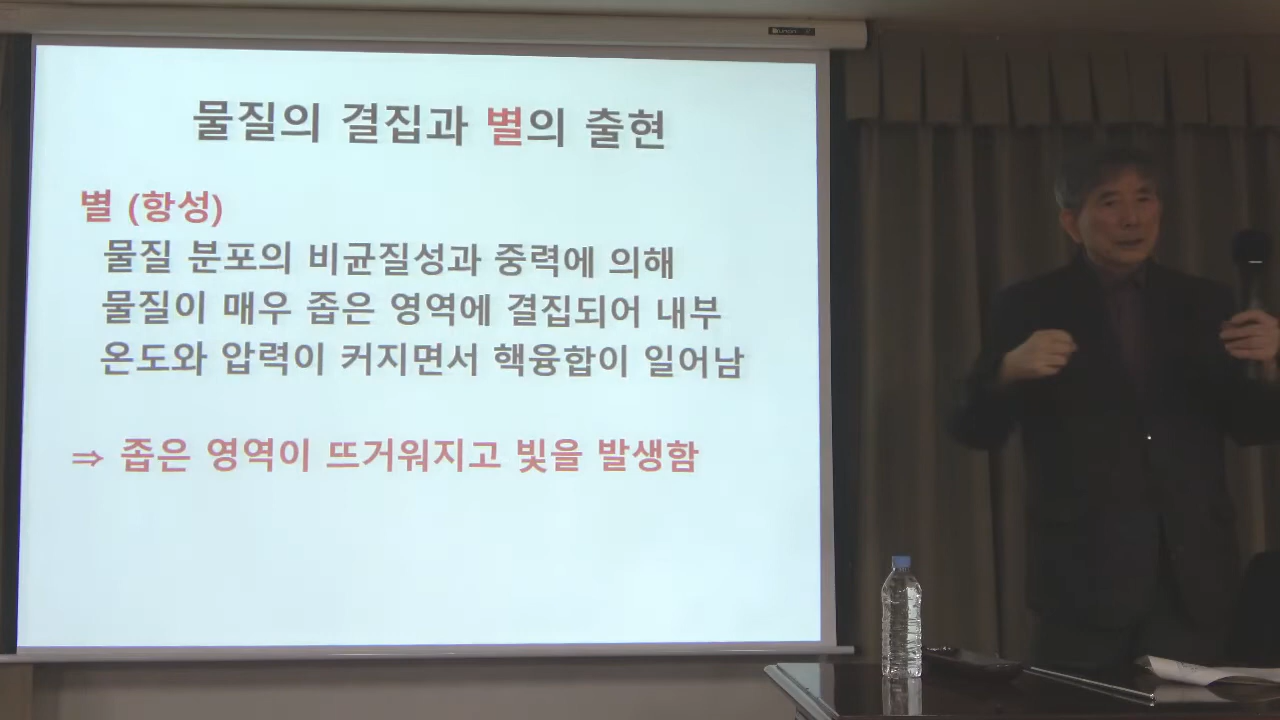 물질의 결집과 별의 출현
별 (항성)
물질 분포의 비균질성과 중력에 의해
물질이 매우 좁은 영역에 결집되어 내부
온도와 압력이 커지면서 핵융합이 일어남
⇒ 좁은 영역이 뜨거워지고 빛을 발생함